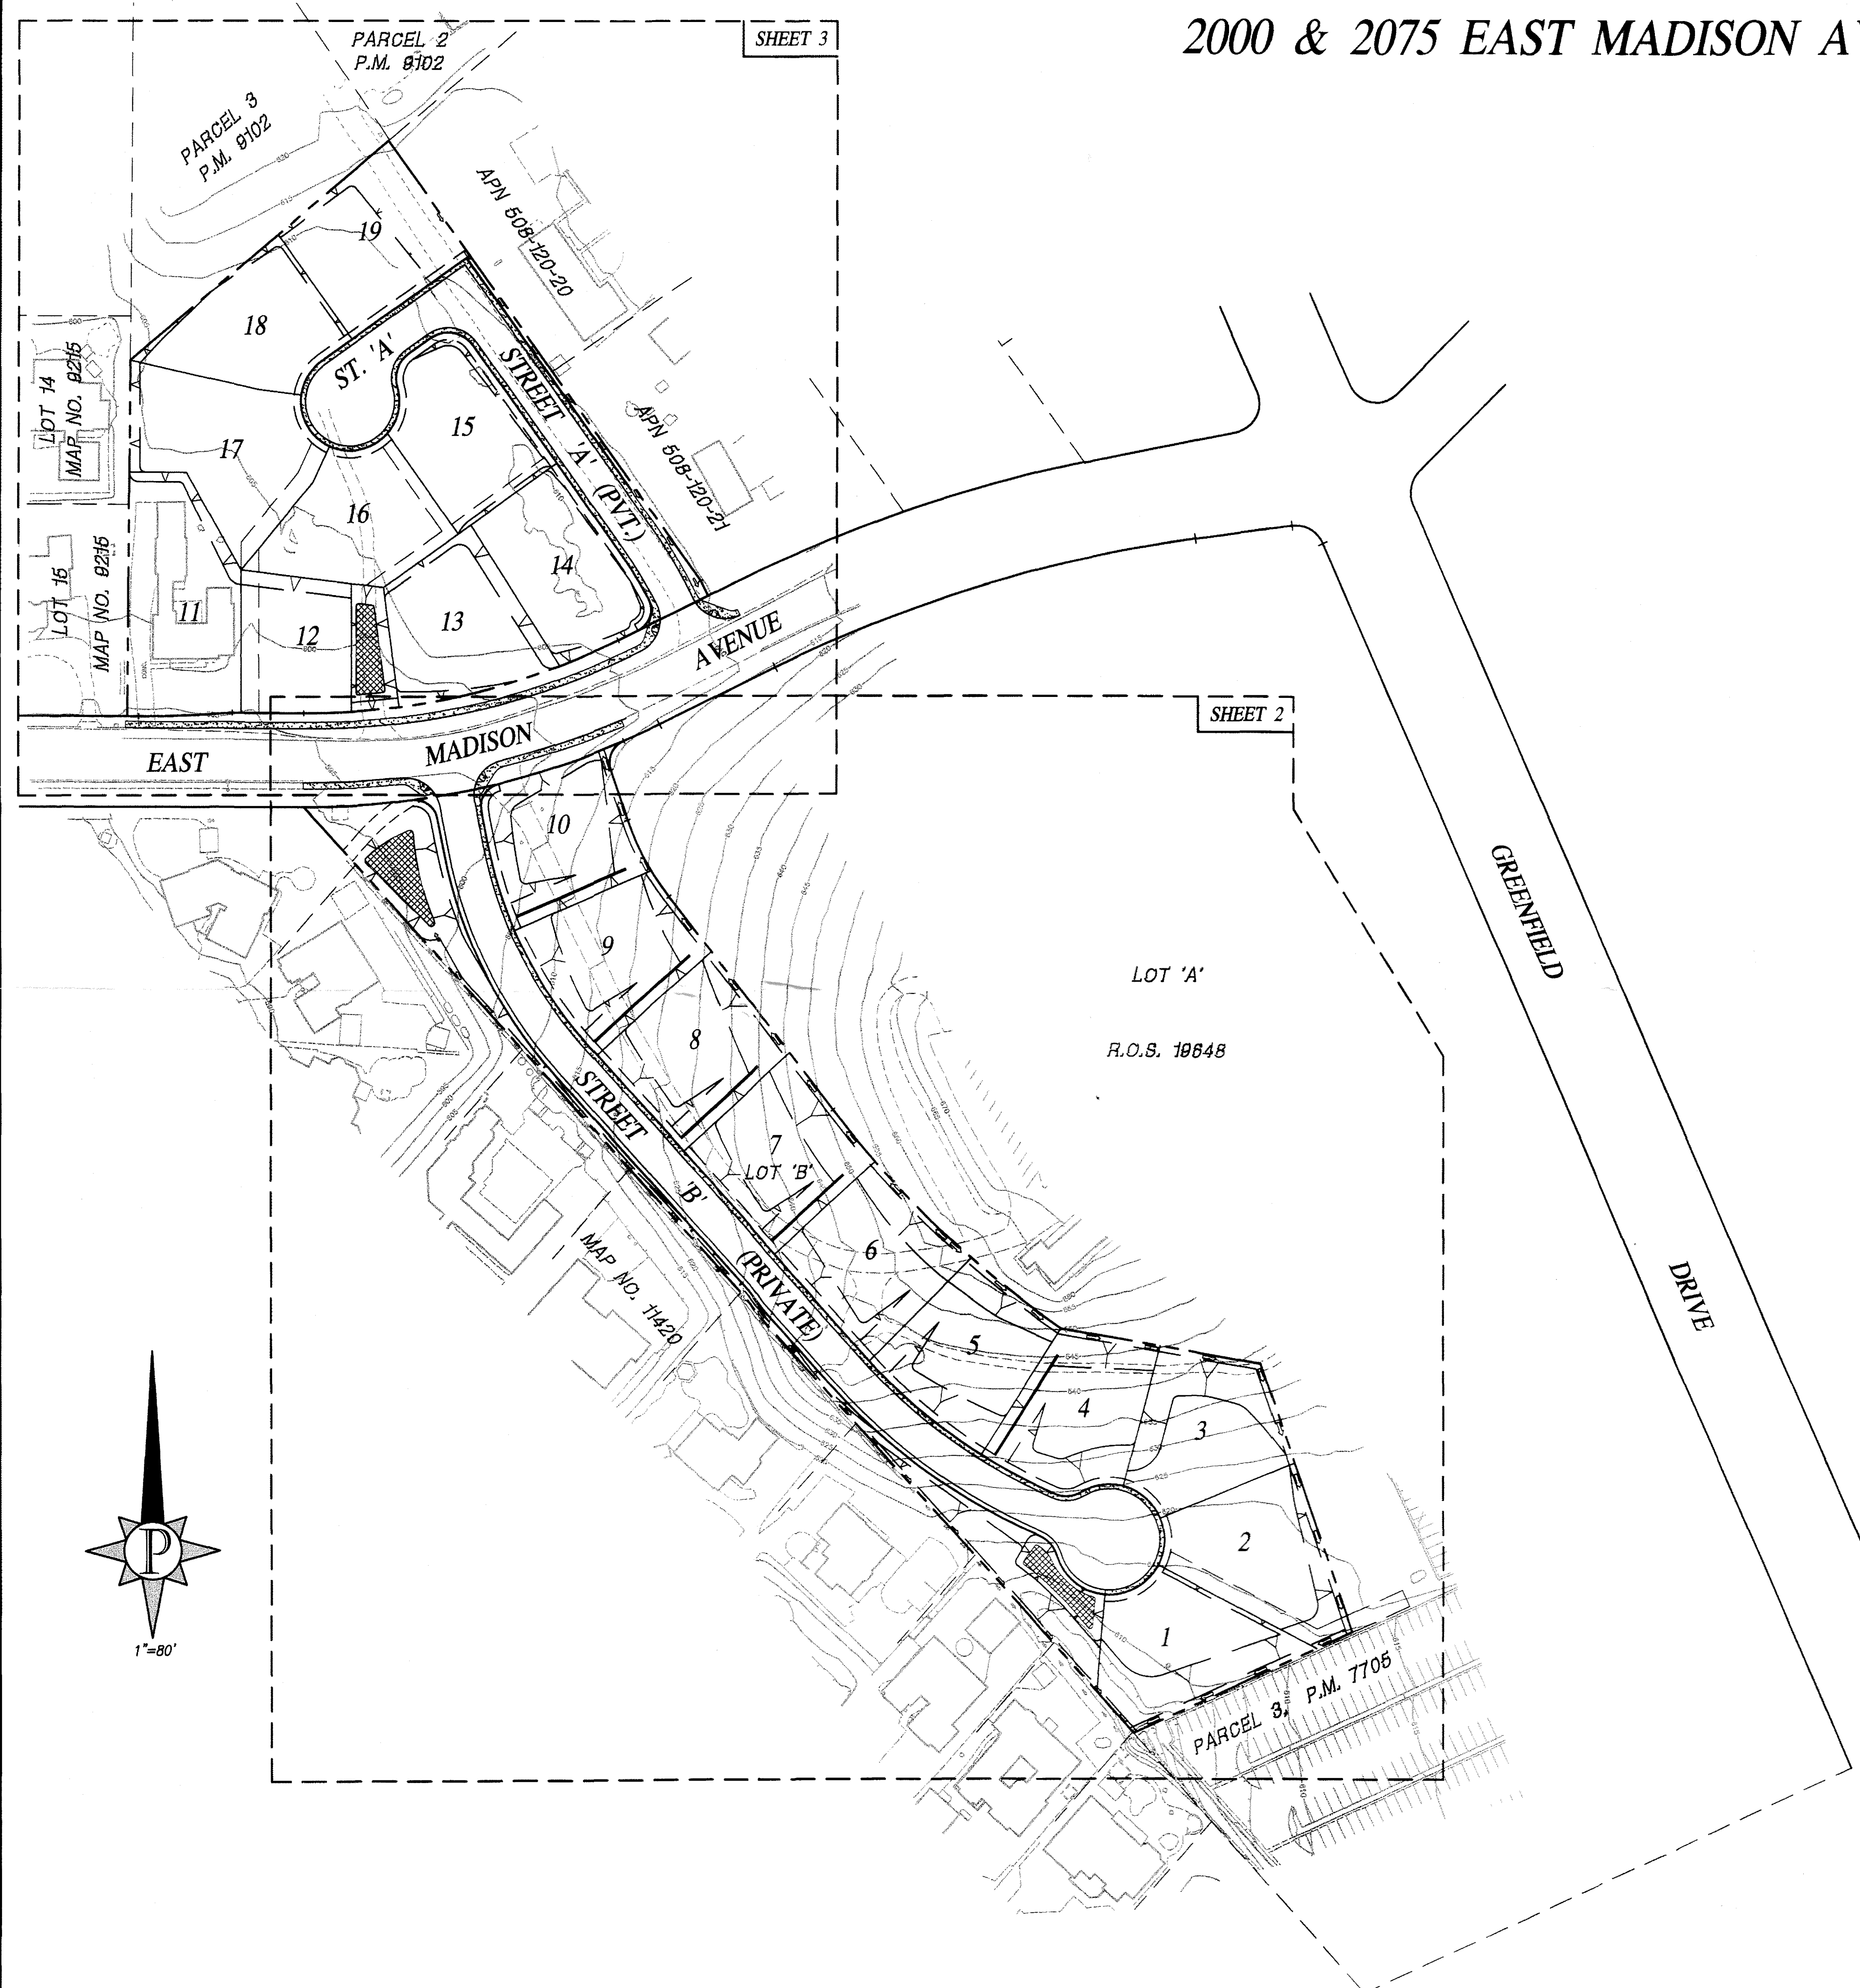 2000 & 2075 EAST MADISON
SHEET 3
PARCEL 2
P.M. 9102
PARCEL 3
P.M. 9102
APN 508-120-20
19
18
ST. 'A'
STREET 'A' (PVT.)
LOT 14
MAP NO. 9215
15
17
APN 508-120-21
16
LOT 15
MAP NO. 9215
14
11
12
13
EAST MADISON AVENUE
SHEET 2
10
9
GREENFIELD DRIVE
LOT 'A'
R.O.S. 19648
8
STREET 'B' (PRIVATE)
7
LOT 'B'
6
MAP NO. 11420
5
4
3
2
P
1
1"=80'
PARCEL 3, P.M. 7705